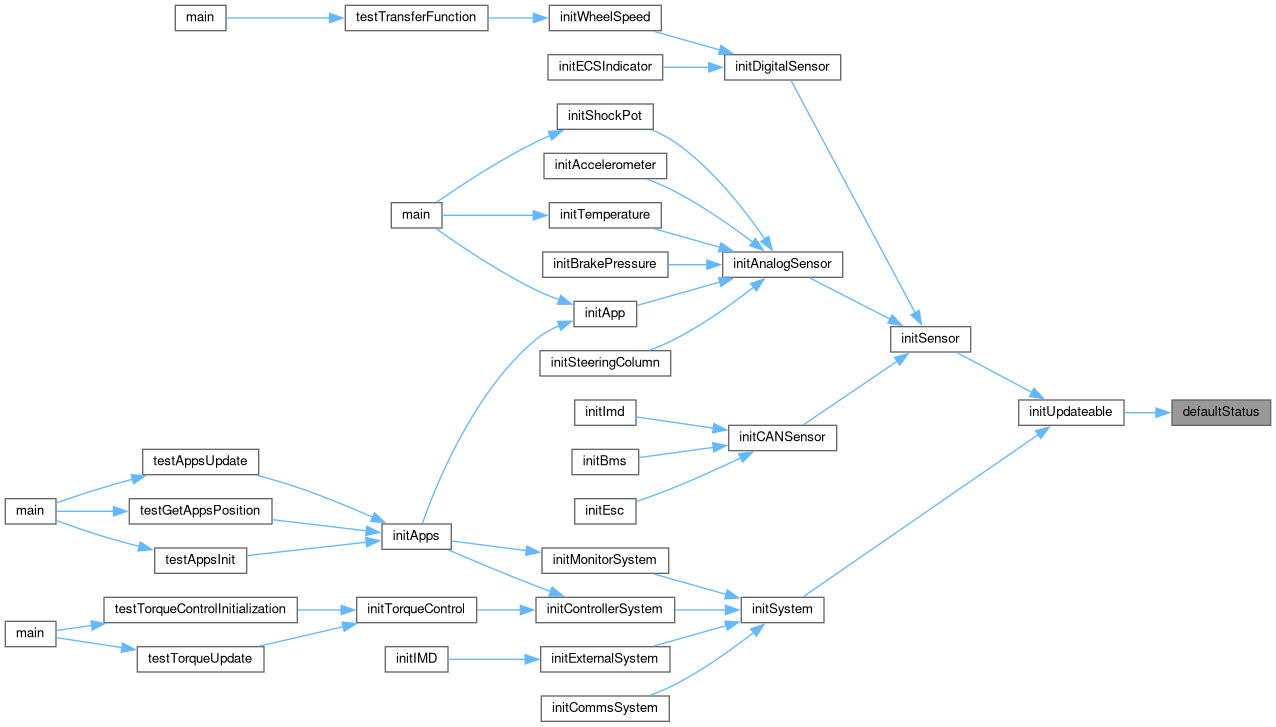 main
testTransferFunction
initWheelSpeed
initECSIndicator
initDigitalSensor
initShockPot
initAccelerometer
main
initTemperature
initBrakePressure
initAnalogSensor
initApp
initSensor
initSteeringColumn
initImd
initUpdateable
defaultStatus
initCANSensor
initBms
testAppsUpdate
initEsc
main
testGetAppsPosition
initApps
testAppsInit
initMonitorSystem
testTorqueControlInitialization
initTorqueControl
initControllerSystem
initSystem
main
testTorqueUpdate
initIMD
initExternalSystem
initCommsSystem